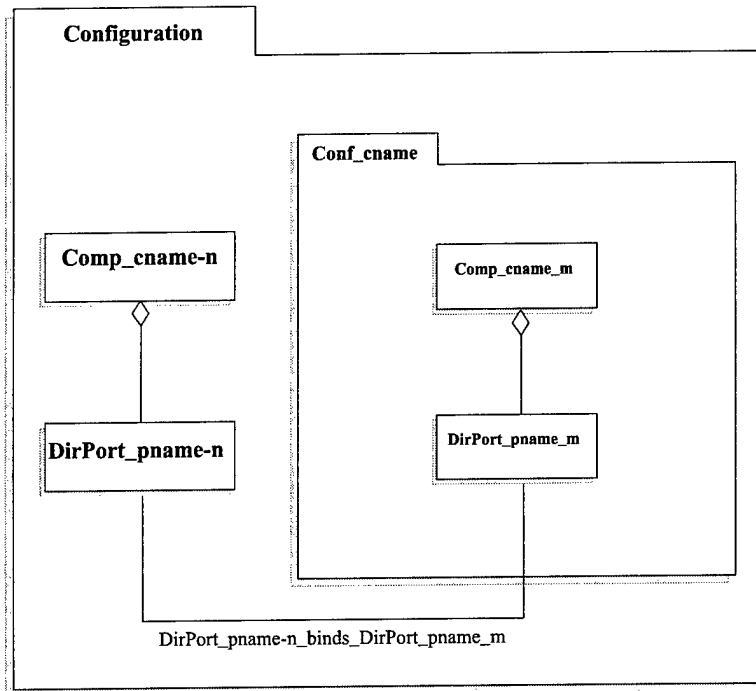 Configuration
Conf_cname
Comp_cname-n
Comp_cname_m
DirPort_pname-n
DirPort_pname_m
DirPort_pname-n_binds_DirPort_pname_m